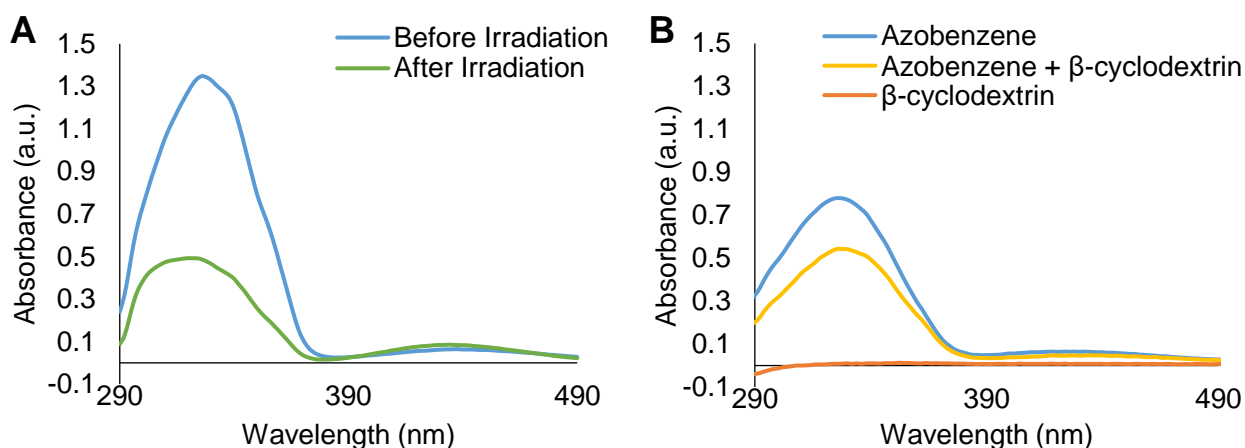 A
1.5
1.3
1.1
0.9
0.7
0.5
0.3
0.1
-0.1
290
390
490
Absorbance (a.u.)
Wavelength (nm)
Before Irradiation
After Irradiation
B
1.5
1.3
1.1
0.9
0.7
0.5
0.3
0.1
-0.1
290
390
490
Absorbance (a.u.)
Wavelength (nm)
Azobenzene
Azobenzene + β-cyclodextrin
β-cyclodextrin